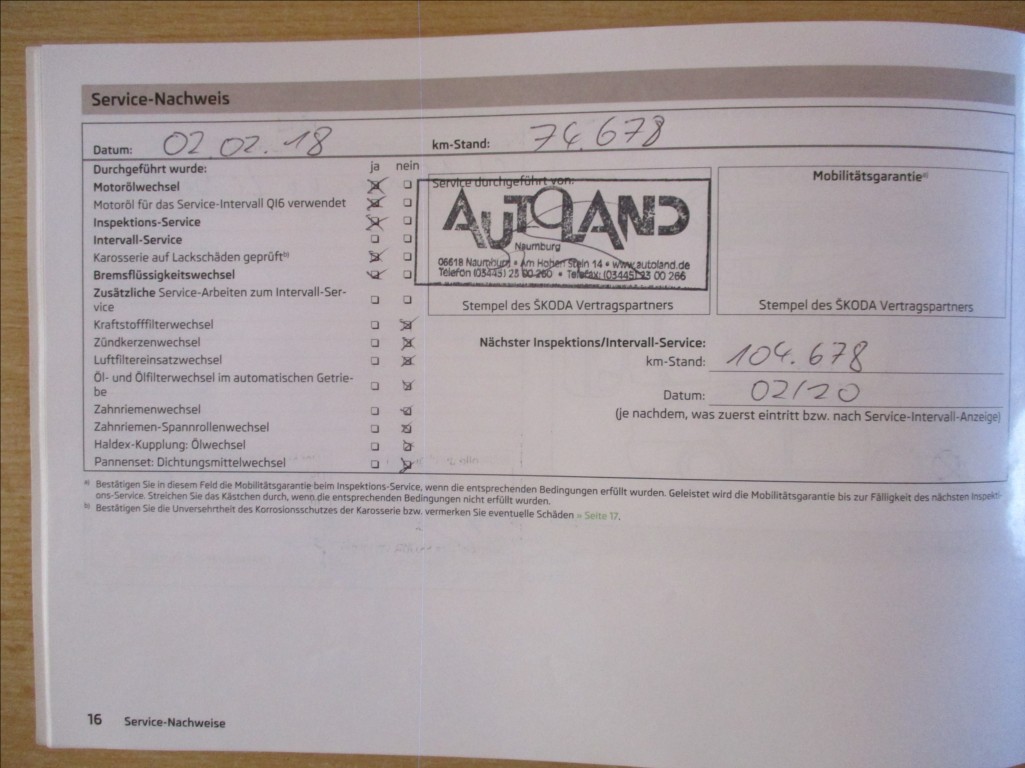 Service-Nachweis
Datum: 02.02.18 km-Stand: 74.678
Durchgeführt wurde: ja nein
Motorölwechsel
Motoröl für das Service-Intervall QI6 verwendet
Inspektions-Service
Intervall-Service
Karosserie auf Lackschäden geprüft b)
Bremsflüssigkeitswechsel
Zusätzliche Service-Arbeiten zum Intervall-Ser-
vice
Kraftstofffilterwechsel
Zündkerzenwechsel
Luftfiltereinsatzwechsel
Öl- und Ölfilterwechsel im automatischen Getrie-
be
Zahnriemenwechsel
Zahnriemen-Spannrollenwechsel
Haldex-Kupplung: Ölwechsel
Pannenset: Dichtungsmittelwechsel
Service durchgeführt von:
AUTOLAND
Naumburg
06618 Naumburg • Am Hohen Stein 14 • www.autoland.de
Telefon (03445) 23 00 260 • Telefax: (03445) 23 00 266
Stempel des ŠKODA Vertragspartners
Mobilitätsgarantie a)
Stempel des ŠKODA Vertragspartners
Nächster Inspektions/Intervall-Service:
km-Stand: 104.678
Datum: 02/20
(je nachdem, was zuerst eintritt bzw. nach Service-Intervall-Anzeige)
a) Bestätigen Sie in diesem Feld die Mobilitätsgarantie beim Inspektions-Service, wenn die entsprechenden Bedingungen erfüllt wurden. Geleistet wird die Mobilitätsgarantie bis zur Fälligkeit des nächsten Inspekti-
ons-Service. Streichen Sie das Kästchen durch, wenn die entsprechenden Bedingungen nicht erfüllt wurden.
b) Bestätigen Sie die Unversehrtheit des Korrosionsschutzes der Karosserie bzw. vermerken Sie eventuelle Schäden » Seite 17.
16 Service-Nachweise